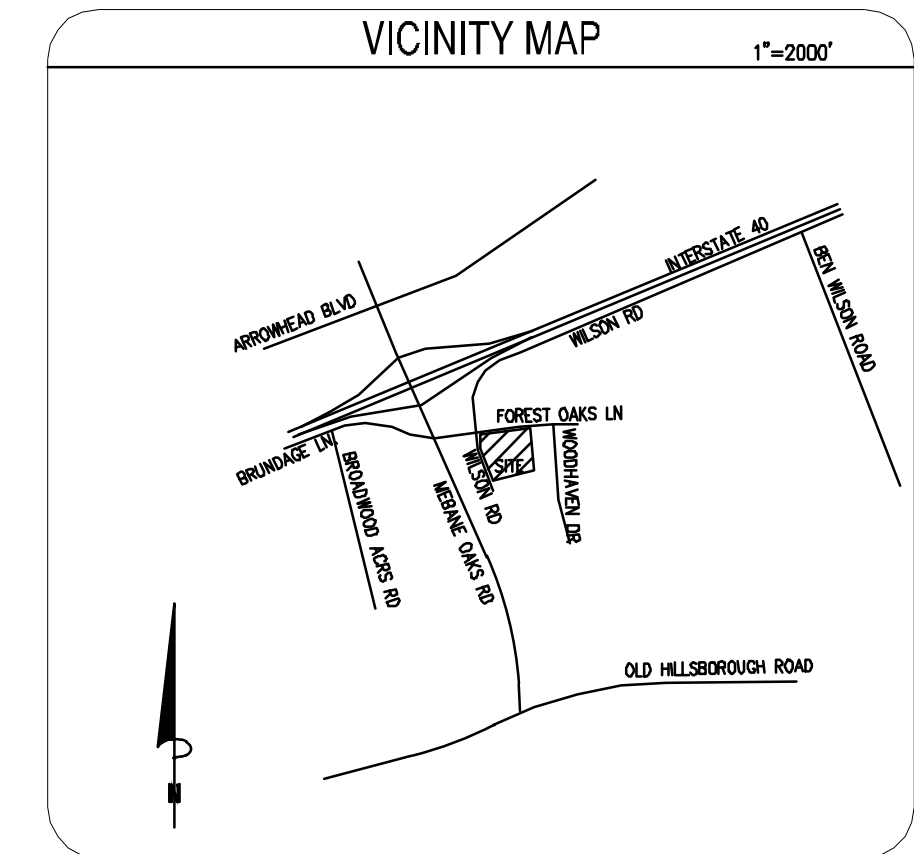 VICINITY MAP
1"=2000'
INTERSTATE 40
BEN WILSON ROAD
ARROWHEAD BLVD
WILSON RD
FOREST OAKS LN
BRUNDAGE LN.
BROADWOOD ACRS RD
WILSON RD
SITE
WOODHAVEN DR
MEBANE OAKS RD
OLD HILLSBOROUGH ROAD
N